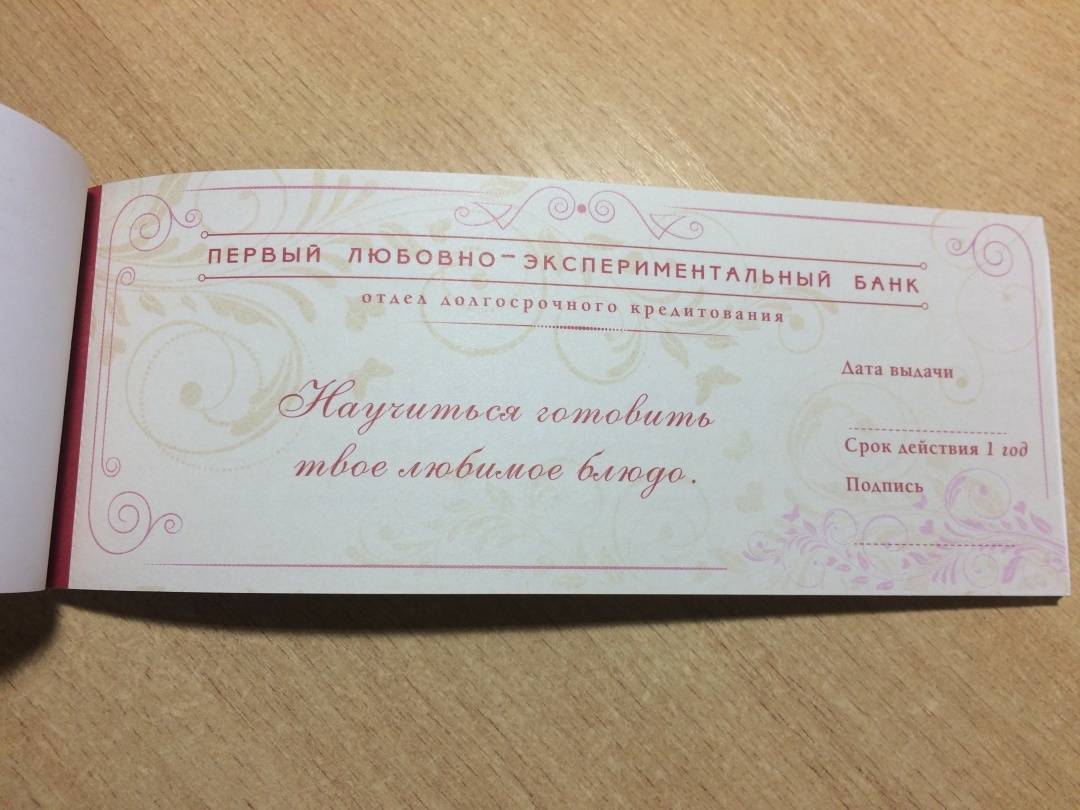 ПЕРВЫЙ ЛЮБОВНО-ЭКСПЕРИМЕНТАЛЬНЫЙ БАНК
отдел долгосрочного кредитования
Научиться готовить
твое любимое блюдо.
Дата выдачи
Срок действия 1 год
Подпись